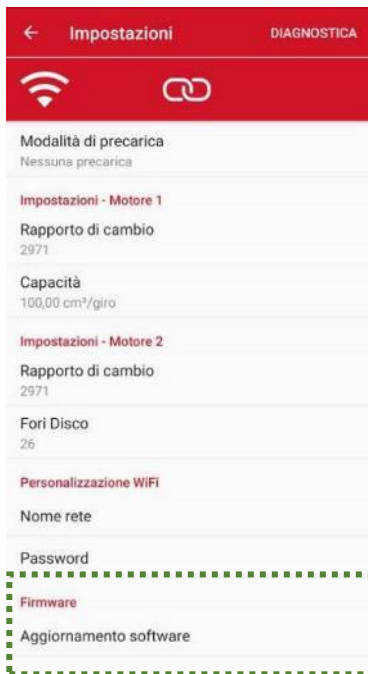 Impostazioni DIAGNOSTICA
Modalità di precarica
Nessuna precarica
Impostazioni - Motore 1
Rapporto di cambio
2971
Capacità
100,00 cm³/giro
Impostazioni - Motore 2
Rapporto di cambio
2971
Fori Disco
26
Personalizzazione WiFi
Nome rete
Password
Firmware
Aggiornamento software